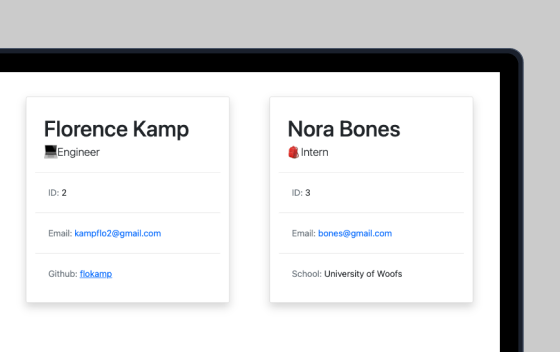 Florence Kamp
Engineer
ID: 2
Email: kampflo2@gmail.com
Github: flokamp
Nora Bones
Intern
ID: 3
Email: bones@gmail.com
School: University of Woofs